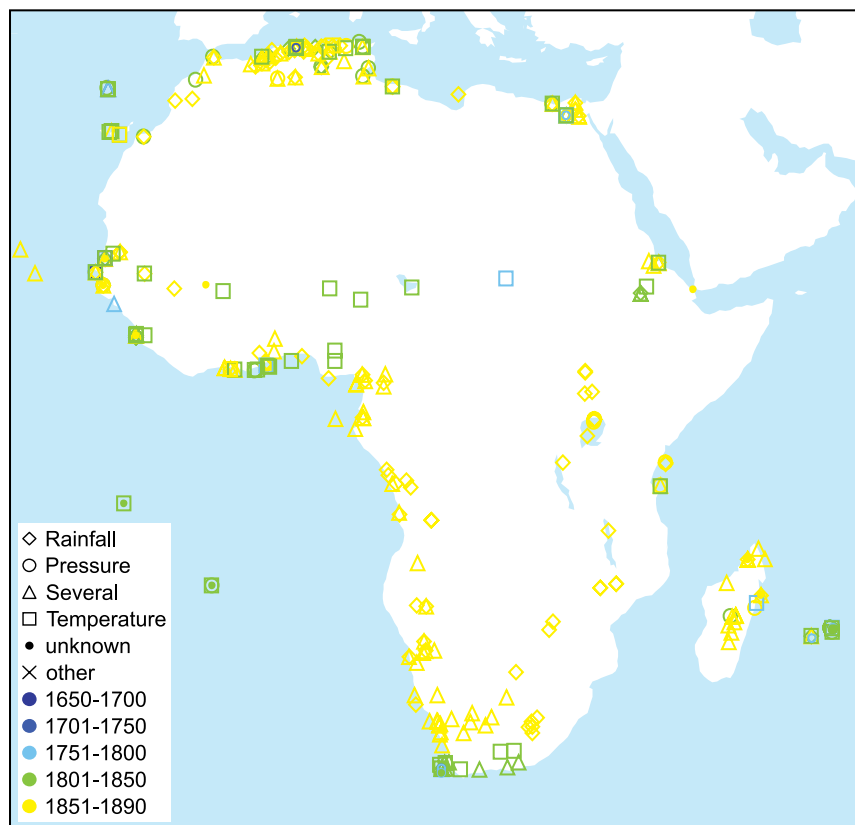 Rainfall
Pressure
Several
Temperature
unknown
other
1650-1700
1701-1750
1751-1800
1801-1850
1851-1890